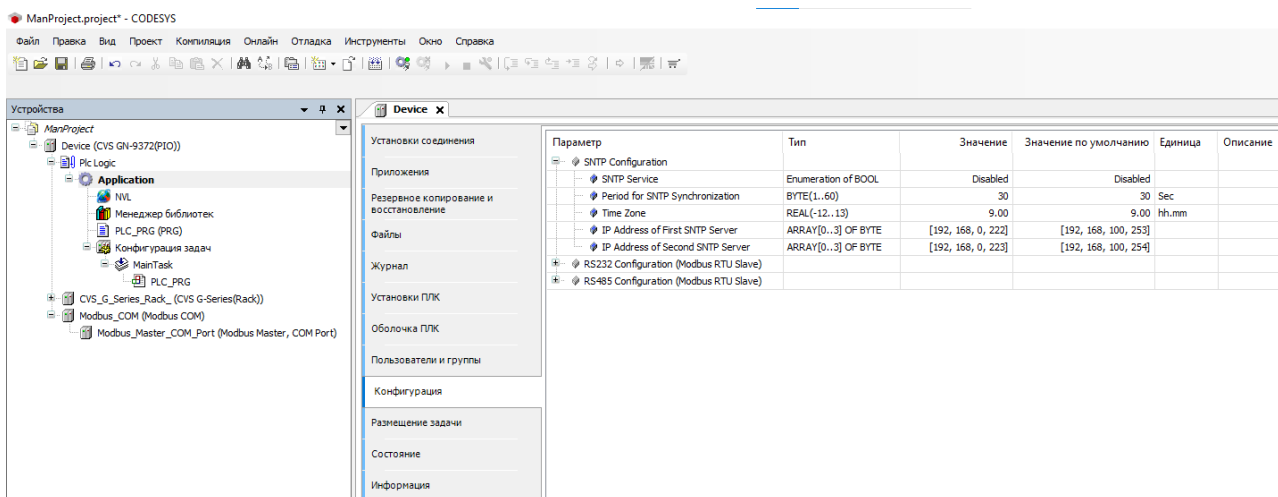 ManProject.project* - CODESYS
Файл Правка Вид Проект Компиляция Онлайн Отладка Инструменты Окно Справка
Устройства
ManProject
Device (CVS GN-9372(PIO))
Plc Logic
Application
NVL
Менеджер библиотек
PLC_PRG (PRG)
Конфигурация задач
MainTask
PLC_PRG
CVS_G_Series_Rack_ (CVS G-Series(Rack))
Modbus_COM (Modbus COM)
Modbus_Master_COM_Port (Modbus Master, COM Port)
Device
Установки соединения
Приложения
Резервное копирование и
восстановление
Файлы
Журнал
Установки ПЛК
Оболочка ПЛК
Пользователи и группы
Конфигурация
Размещение задачи
Состояние
Информация
Параметр Тип Значение Значение по умолчанию Единица Описание
SNTP Configuration
SNTP Service Enumeration of BOOL Disabled Disabled
Period for SNTP Synchronization BYTE(1..60) 30 30 Sec
Time Zone REAL(-12..13) 9.00 9.00 hh.mm
IP Address of First SNTP Server ARRAY[0..3] OF BYTE [192, 168, 0, 222] [192, 168, 100, 253]
IP Address of Second SNTP Server ARRAY[0..3] OF BYTE [192, 168, 0, 223] [192, 168, 100, 254]
RS232 Configuration (Modbus RTU Slave)
RS485 Configuration (Modbus RTU Slave)